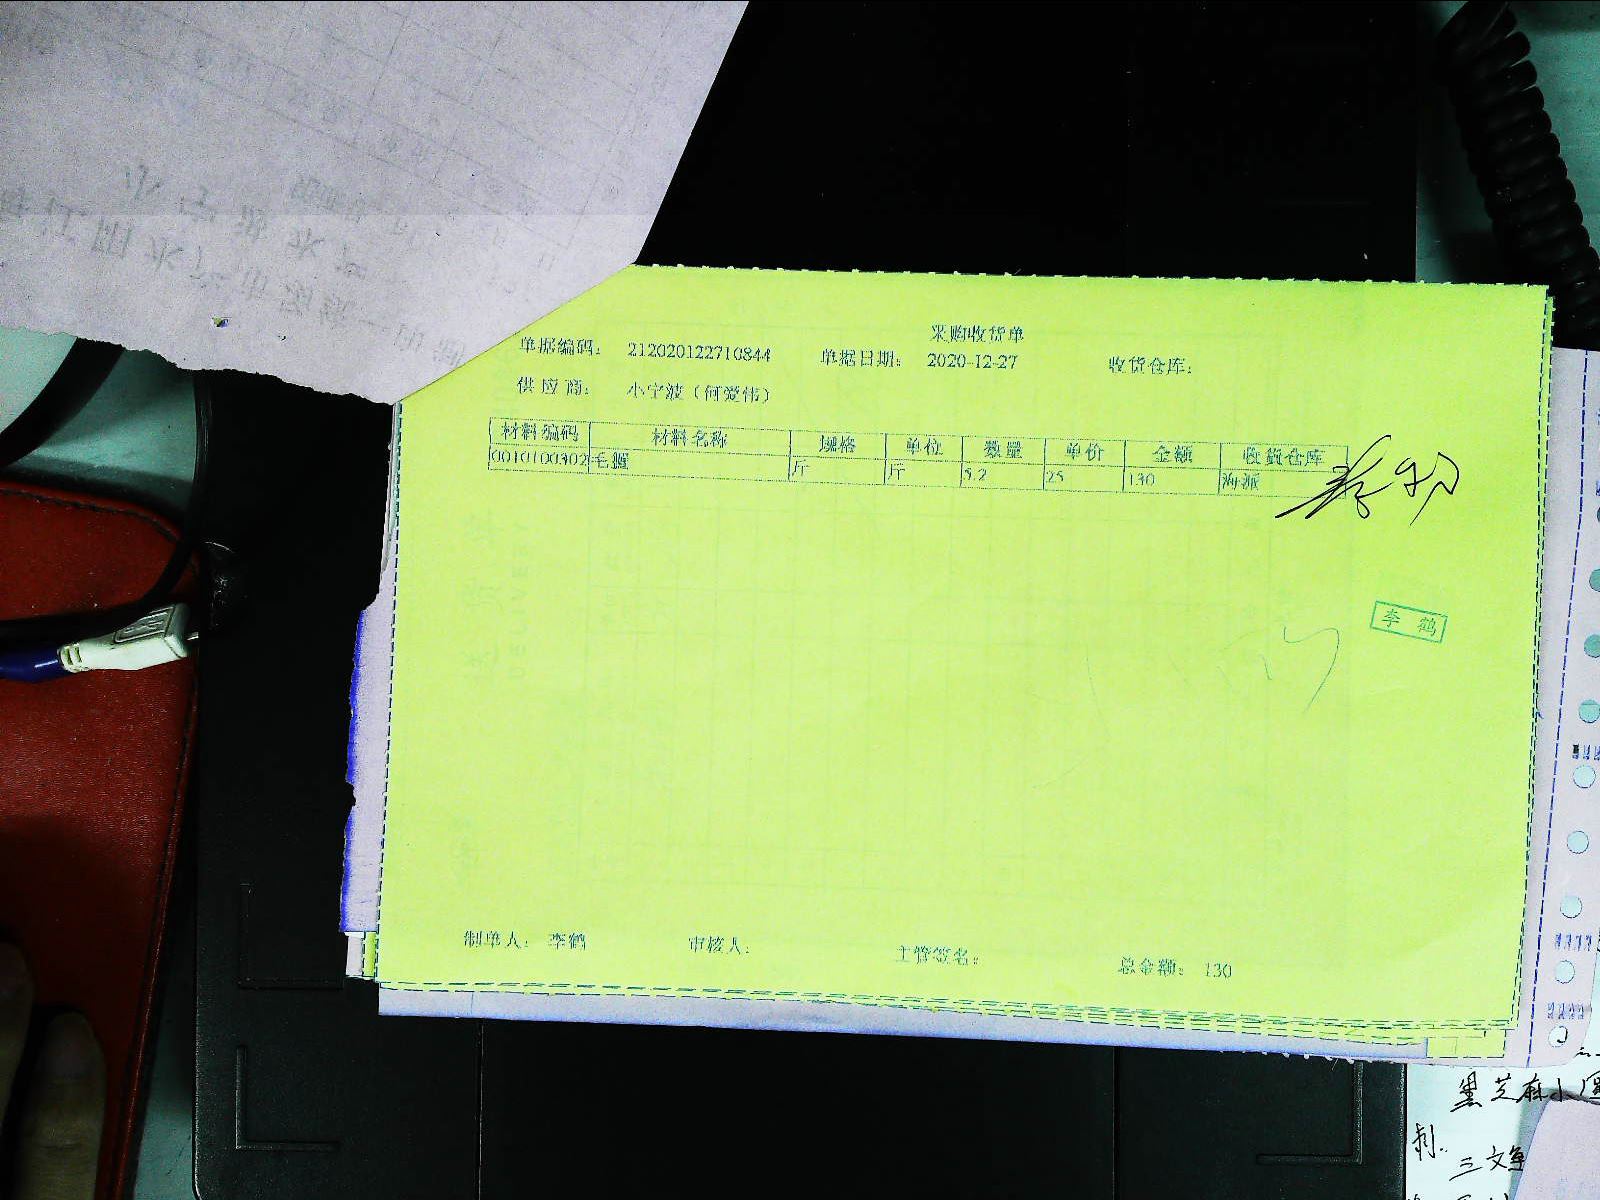 采购收货单
单据编码： 212020122710844 单据日期： 2020-12-27 收货仓库：
供应商： 小宁波（何爱伟）
材料编码 材料名称 规格 单位 数量 单价 金额 收货仓库
0010100302 毛蟹 斤 斤 5.2 25 130 海派
李鹤
制单人： 李鹤 审核人： 主管签名： 总金额： 130
黑芝麻小
三文